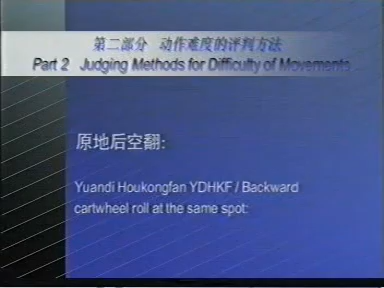 第二部分 动作难度的评判方法
Part 2 Judging Methods for Difficulty of Movements
原地后空翻:
Yuandi Houkongfan YDHKF / Backward
cartwheel roll at the same spot: